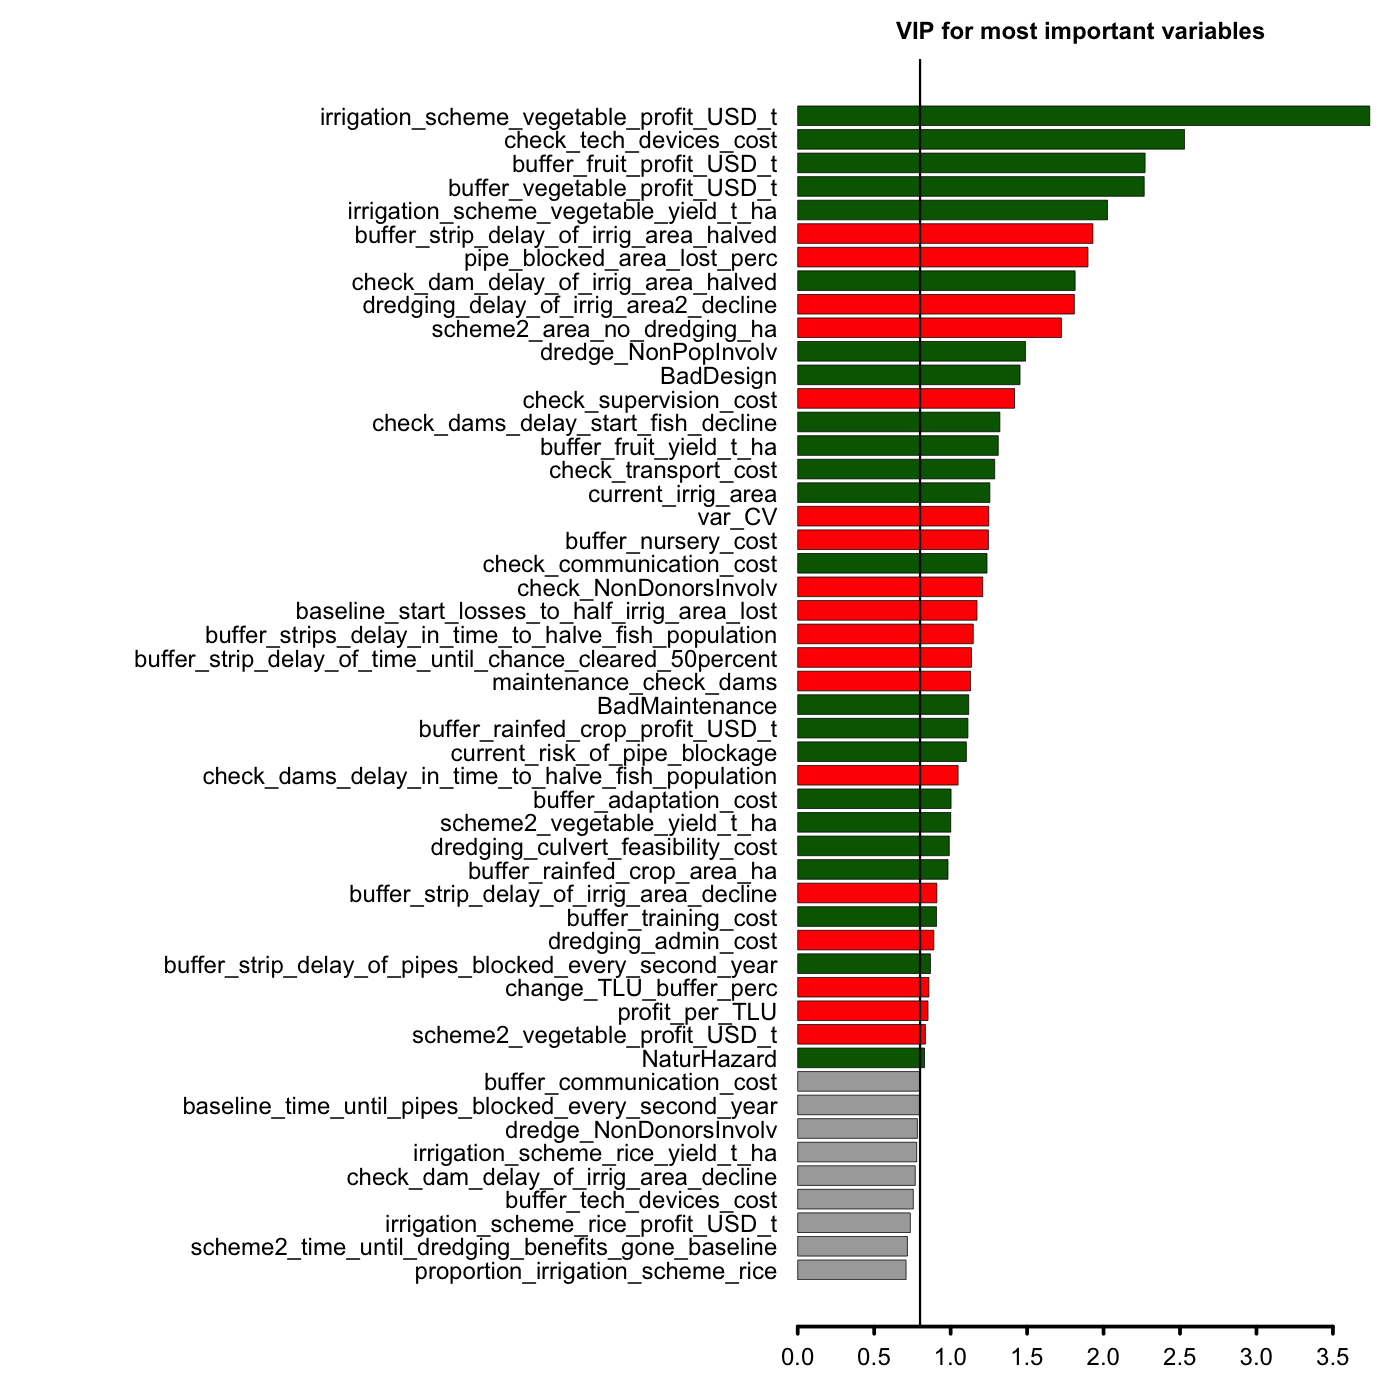 VIP for most important variables
irrigation_scheme_vegetable_profit_USD_t
check_tech_devices_cost
buffer_fruit_profit_USD_t
buffer_vegetable_profit_USD_t
irrigation_scheme_vegetable_yield_t_ha
buffer_strip_delay_of_irrig_area_halved
pipe_blocked_area_lost_perc
check_dam_delay_of_irrig_area_halved
dredging_delay_of_irrig_area2_decline
scheme2_area_no_dredging_ha
dredge_NonPopInvolv
BadDesign
check_supervision_cost
check_dams_delay_start_fish_decline
buffer_fruit_yield_t_ha
check_transport_cost
current_irrig_area
var_CV
buffer_nursery_cost
check_communication_cost
check_NonDonorsInvolv
baseline_start_losses_to_half_irrig_area_lost
buffer_strips_delay_in_time_to_halve_fish_population
buffer_strip_delay_of_time_until_chance_cleared_50percent
maintenance_check_dams
BadMaintenance
buffer_rainfed_crop_profit_USD_t
current_risk_of_pipe_blockage
check_dams_delay_in_time_to_halve_fish_population
buffer_adaptation_cost
scheme2_vegetable_yield_t_ha
dredging_culvert_feasibility_cost
buffer_rainfed_crop_area_ha
buffer_strip_delay_of_irrig_area_decline
buffer_training_cost
dredging_admin_cost
buffer_strip_delay_of_pipes_blocked_every_second_year
change_TLU_buffer_perc
profit_per_TLU
scheme2_vegetable_profit_USD_t
NaturHazard
buffer_communication_cost
baseline_time_until_pipes_blocked_every_second_year
dredge_NonDonorsInvolv
irrigation_scheme_rice_yield_t_ha
check_dam_delay_of_irrig_area_decline
buffer_tech_devices_cost
irrigation_scheme_rice_profit_USD_t
scheme2_time_until_dredging_benefits_gone_baseline
proportion_irrigation_scheme_rice
0.0 0.5 1.0 1.5 2.0 2.5 3.0 3.5